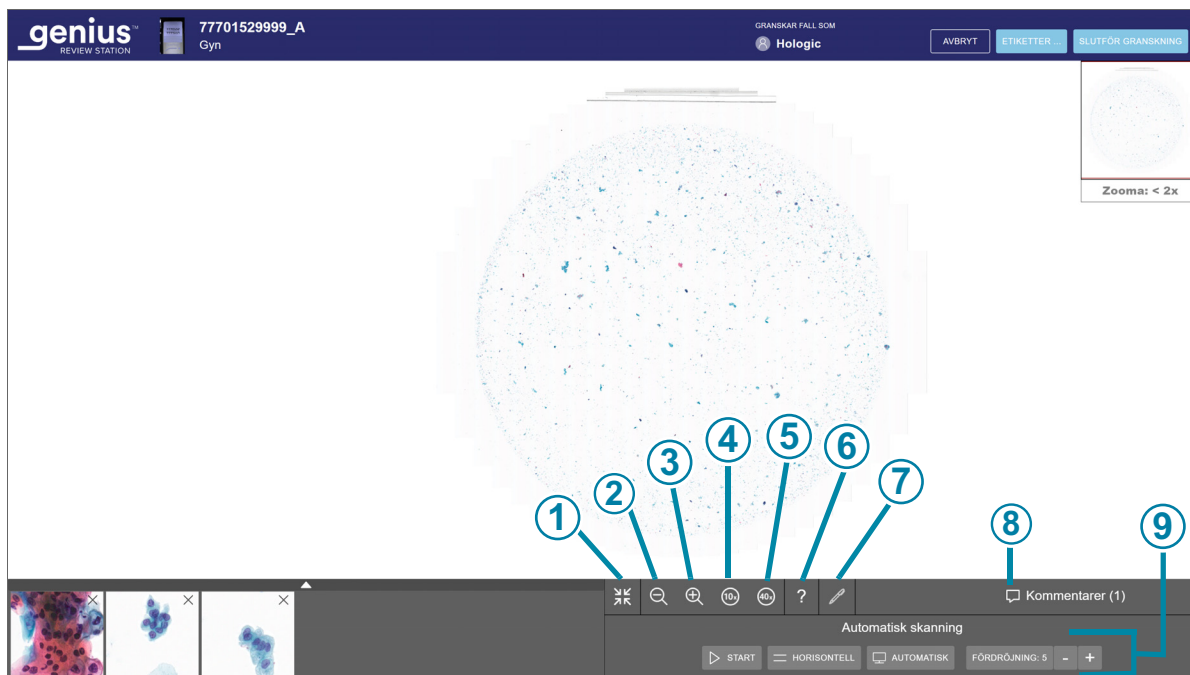 genius™
REVIEW STATION
77701529999_A
Gyn
GRANSKAR FALL SOM
Hologic
AVBRYT
ETIKETTER ...
SLUTFÖR GRANSKNING
Zooma: < 2x
1
2
3
4
5
6
7
8
9
10x
40x
?
Kommentarer (1)
Automatisk skanning
START
HORISONTELL
AUTOMATISK
FÖRDRÖJNING: 5
-
+